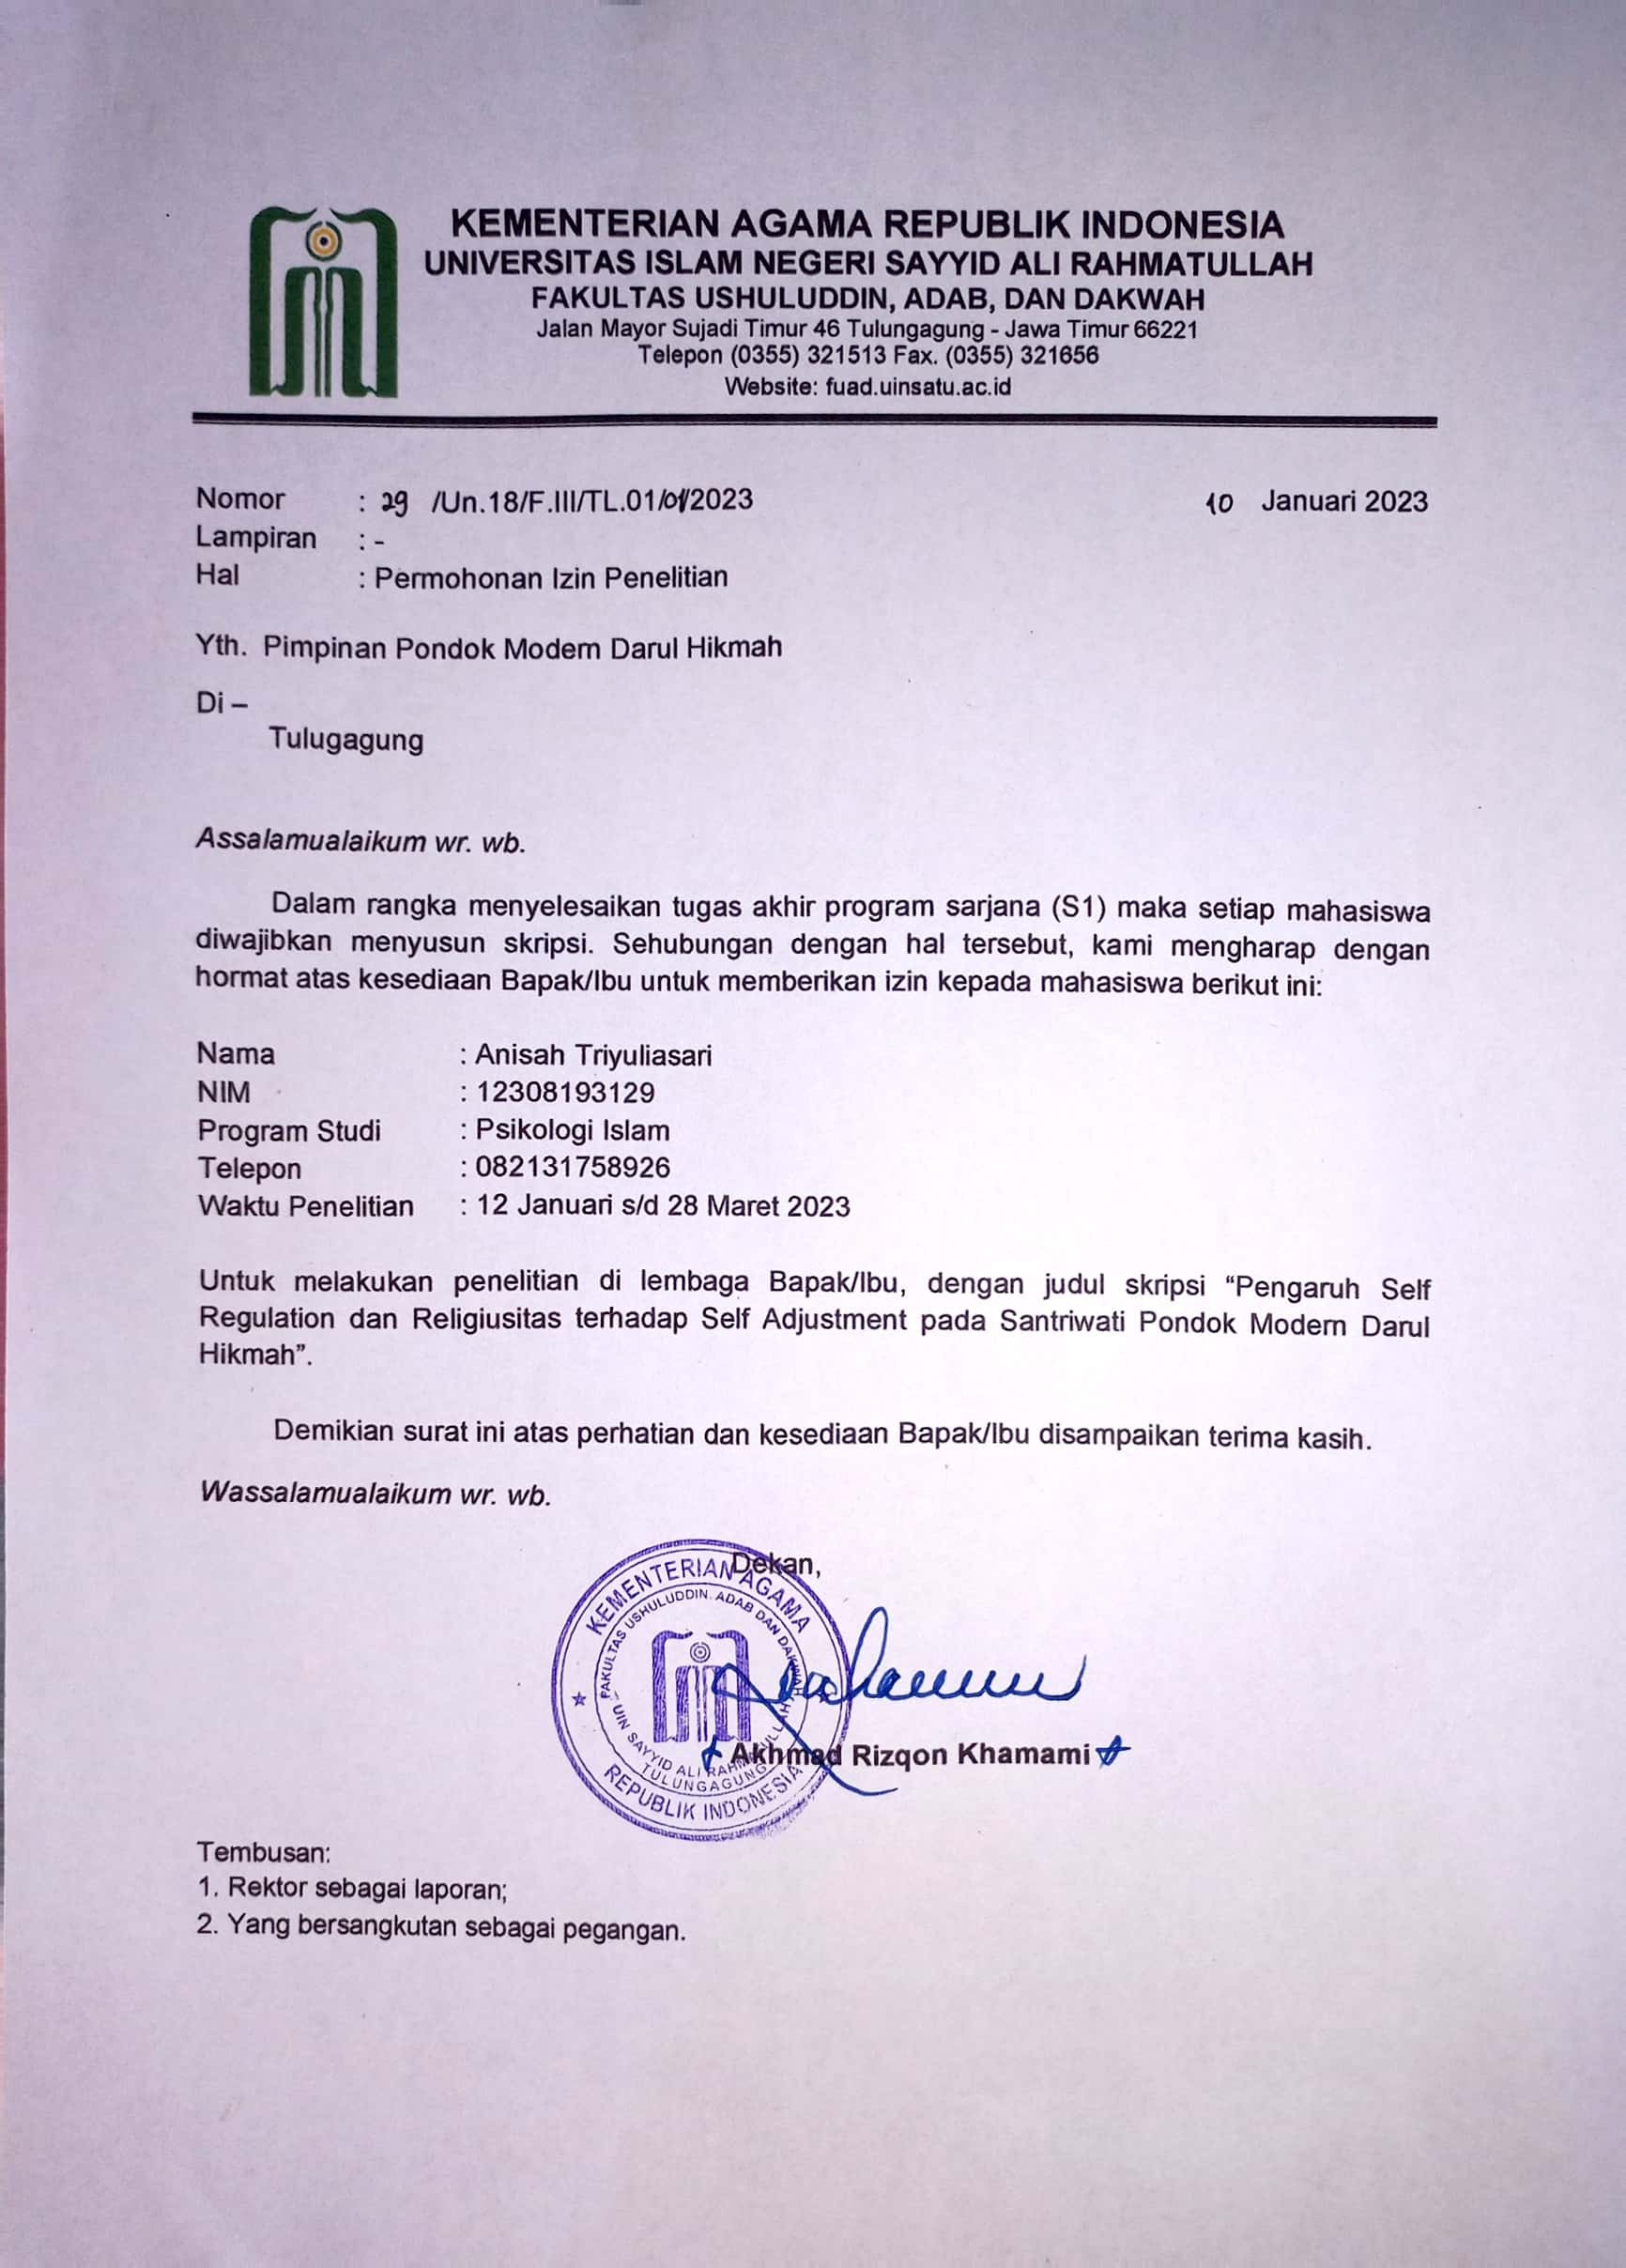 KEMENTERIAN AGAMA REPUBLIK INDONESIA
UNIVERSITAS ISLAM NEGERI SAYYID ALI RAHMATULLAH
FAKULTAS USHULUDDIN, ADAB, DAN DAKWAH
Jalan Mayor Sujadi Timur 46 Tulungagung - Jawa Timur 66221
Telepon (0355) 321513 Fax. (0355) 321656
Website: fuad.uinsatu.ac.id
Nomor : 29 /Un.18/F.III/TL.01/01/2023 10 Januari 2023
Lampiran : -
Hal : Permohonan Izin Penelitian
Yth. Pimpinan Pondok Modern Darul Hikmah
Di –
Tulugagung
Assalamualaikum wr. wb.
Dalam rangka menyelesaikan tugas akhir program sarjana (S1) maka setiap mahasiswa
diwajibkan menyusun skripsi. Sehubungan dengan hal tersebut, kami mengharap dengan
hormat atas kesediaan Bapak/Ibu untuk memberikan izin kepada mahasiswa berikut ini:
Nama : Anisah Triyuliasari
NIM : 12308193129
Program Studi : Psikologi Islam
Telepon : 082131758926
Waktu Penelitian : 12 Januari s/d 28 Maret 2023
Untuk melakukan penelitian di lembaga Bapak/Ibu, dengan judul skripsi “Pengaruh Self
Regulation dan Religiusitas terhadap Self Adjustment pada Santriwati Pondok Modern Darul
Hikmah”.
Demikian surat ini atas perhatian dan kesediaan Bapak/Ibu disampaikan terima kasih.
Wassalamualaikum wr. wb.
Dekan,
KEMENTERIAN AGAMA
FAKULTAS USHULUDDIN. ADAB DAN DAKWAH
UIN SAYYID ALI RAHMATULLAH
TULUNGAGUNG
REPUBLIK INDONESIA
Akhmad Rizqon Khamami
Tembusan:
1. Rektor sebagai laporan;
2. Yang bersangkutan sebagai pegangan.